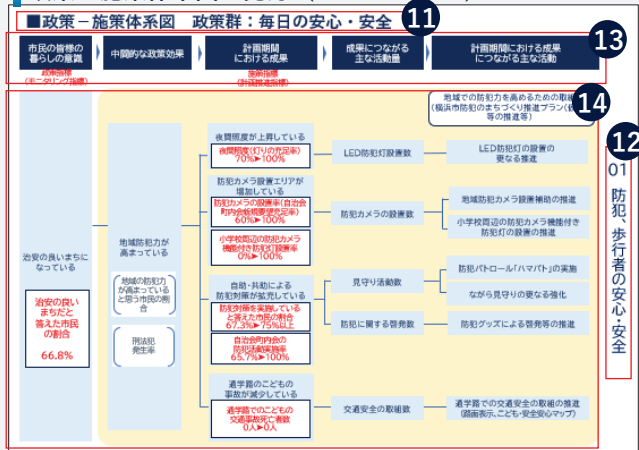 ■政策－施策体系図　政策群：毎日の安心・安全
11
13
市民の皆様の
暮らしの意識
中間的な政策効果
計画期間
における成果
成果につながる
主な活動量
計画期間における成果
につながる主な活動
政策指標
(モニタリング指標)
施策指標
(計画推進指標)
14
地域での防犯力を高めるための取組
(横浜市防犯のまちづくり推進プラン
等の推進等)
12
01 防犯、歩行者の安心・安全
治安の良いまちに
なっている
治安の良い
まちだと
答えた市民
の割合
66.8%
地域防犯力が
高まっている
地域の防犯力
が高まっている
と思う市民の割
合
刑法犯
発生率
夜間照度が上昇している
夜間照度(灯りの充足率)
70%►100%
LED防犯灯設置数
LED防犯灯の設置の
更なる推進
防犯カメラ設置エリアが
増加している
防犯カメラの設置率(自治会
町内会新規要望充足率)
60%►100%
小学校周辺の防犯カメラ
機能付き防犯灯設置率
0%►100%
防犯カメラの設置数
地域防犯カメラ設置補助の推進
小学校周辺の防犯カメラ機能付き
防犯灯の設置の推進
自助・共助による
防犯対策が拡充している
防犯対策を実施している
と答えた市民の割合
67.3%►75%以上
自治会町内会の
防犯活動実施率
65.7%►100%
見守り活動数
防犯パトロール「ハマパト」の実施
ながら見守りの更なる強化
防犯に関する啓発数
防犯グッズによる啓発等の推進
通学路のこどもの
事故が減少している
通学路でのこどもの
交通事故死亡者数
0人►0人
交通安全の取組数
通学路での交通安全の取組の推進
(路面表示、こども・安全安心マップ)